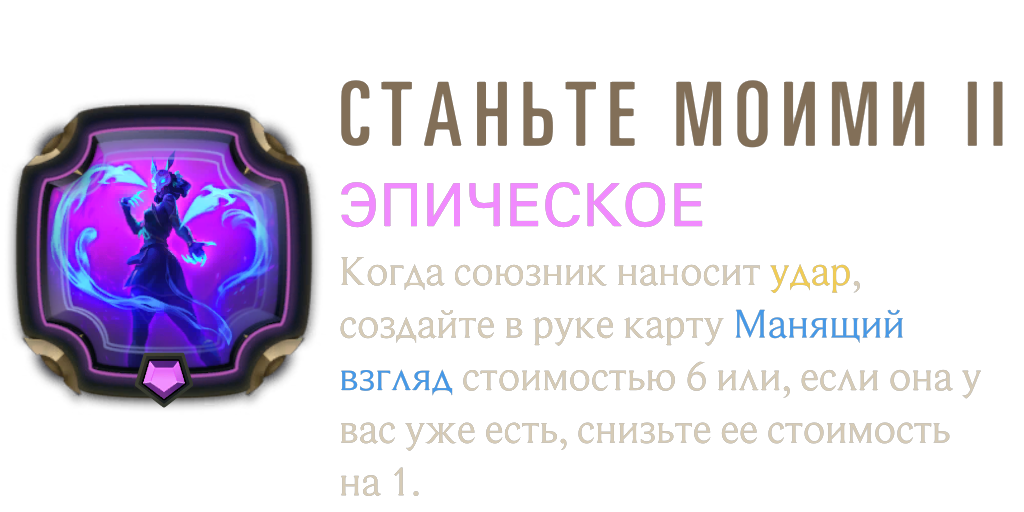 СТАНЬТЕ МОИМИ II
ЭПИЧЕСКОЕ
Когда союзник наносит удар,
создайте в руке карту Манящий
взгляд стоимостью 6 или, если она у
вас уже есть, снизьте ее стоимость
на 1.